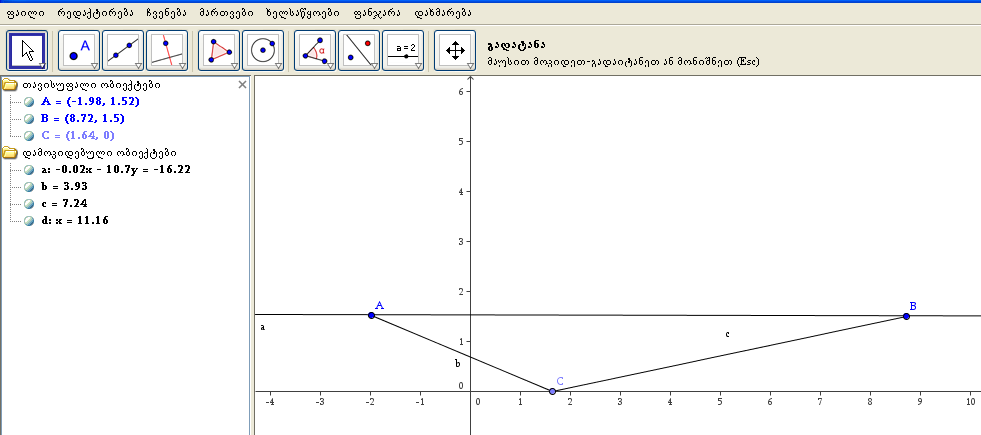 ფაილი რედაქტირება ჩვენება მართვები ხელსაწყოები ფანჯარა დახმარება
A α a = 2
გადატანა
მაუსით მოკიდეთ-გადაიტანეთ ან მონიშნეთ (Esc)
თავისუფალი ობიექტები
A = (-1.98, 1.52)
B = (8.72, 1.5)
C = (1.64, 0)
დამოკიდებული ობიექტები
a: -0.02x - 10.7y = -16.22
b = 3.93
c = 7.24
d: x = 11.16
6
5
4
3
2
A B
a
c
1
b
C
0
-4 -3 -2 -1 0 1 2 3 4 5 6 7 8 9 10